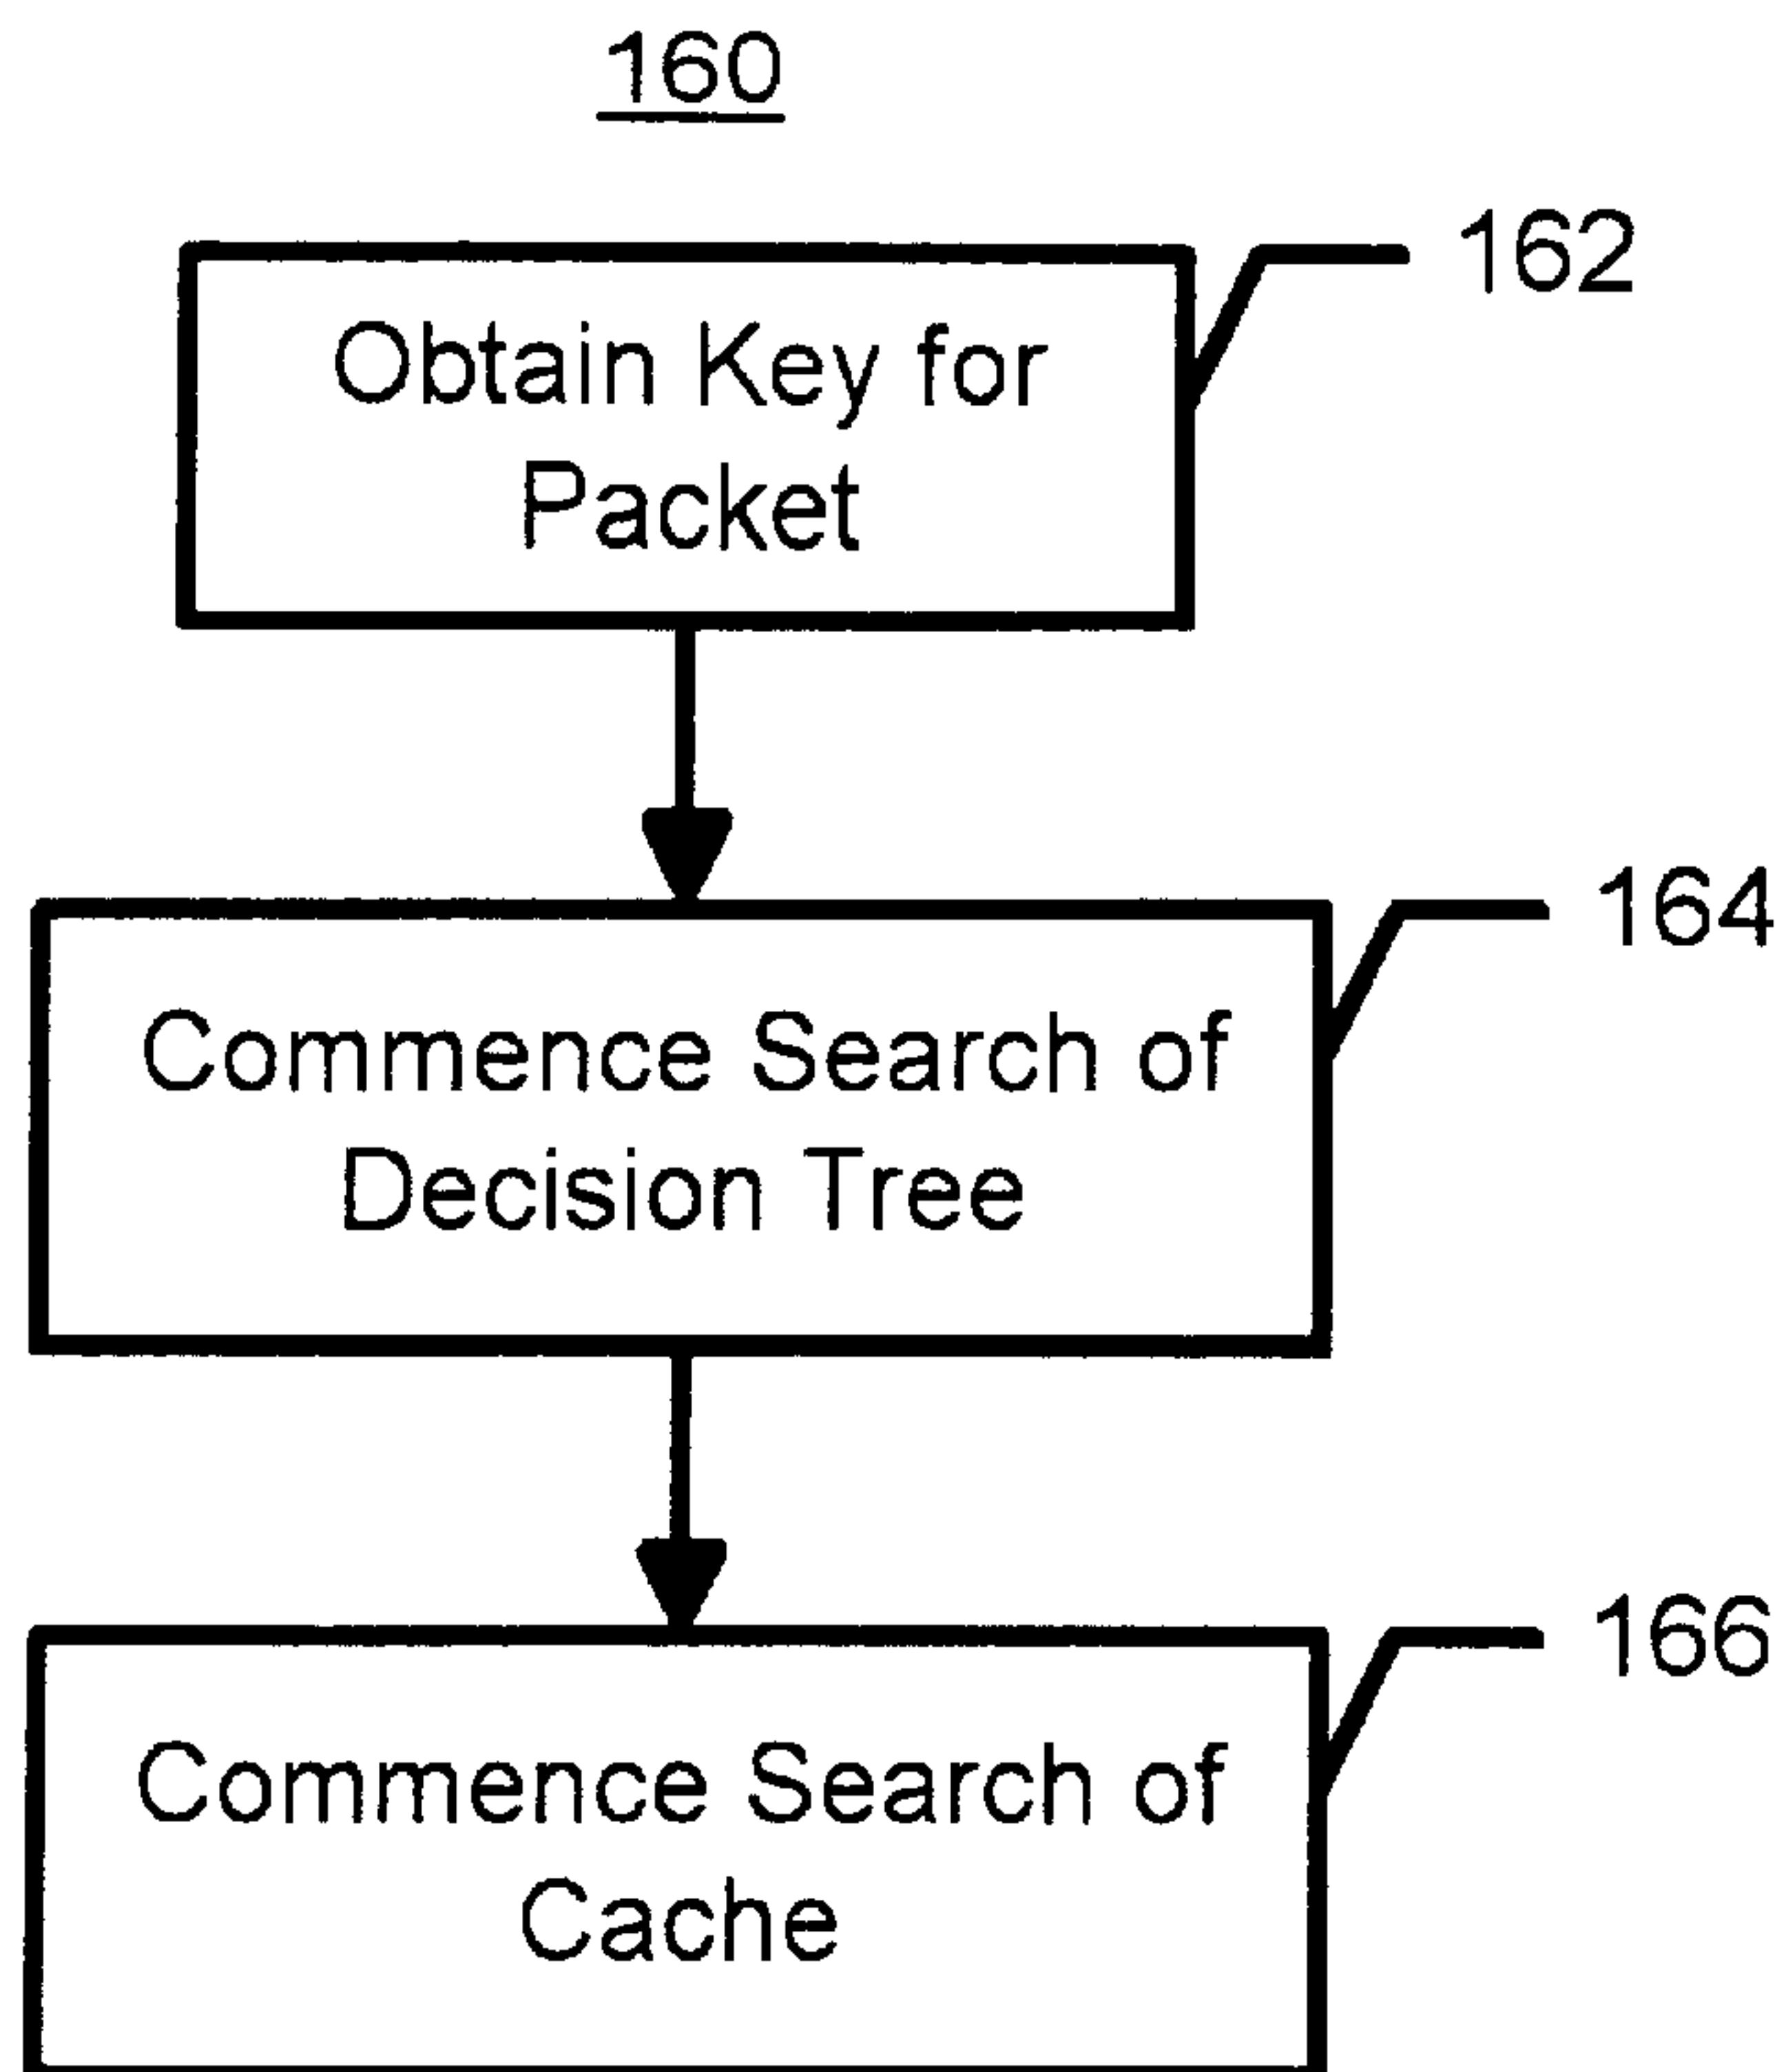 160
162
Obtain Key for
Packet
164
Commence Search of
Decision Tree
166
Commence Search of
Cache